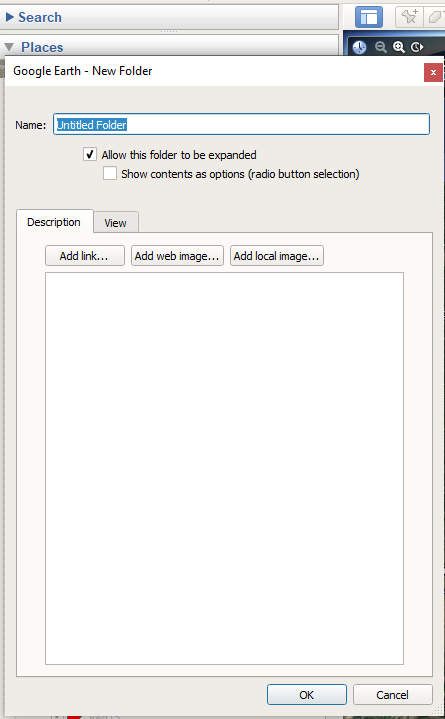 Search
Places
Google Earth - New Folder
Name: Untitled Folder
Allow this folder to be expanded
Show contents as options (radio button selection)
Description View
Add link... Add web image... Add local image...
OK Cancel